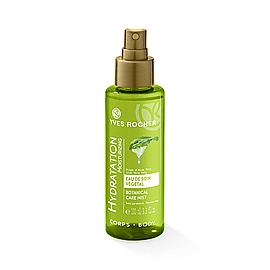 YVES ROCHER
HYDRATATION
MOISTURIZING
EAU DE SOIN
VÉGÉTAL
BOTANICAL
CARE MIST
CORPS • BODY